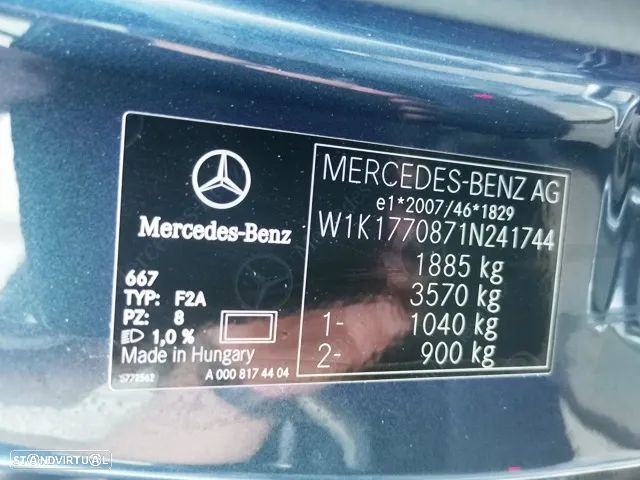 MERCEDES-BENZ AG
e1*2007/46*1829
W1K1770871N241744
1885 kg
3570 kg
1- 1040 kg
2- 900 kg
Mercedes-Benz
667
TYP: F2A
PZ: 8
1,0 %
Made in Hungary
A 000 817 44 04
STANDVIRTUAL